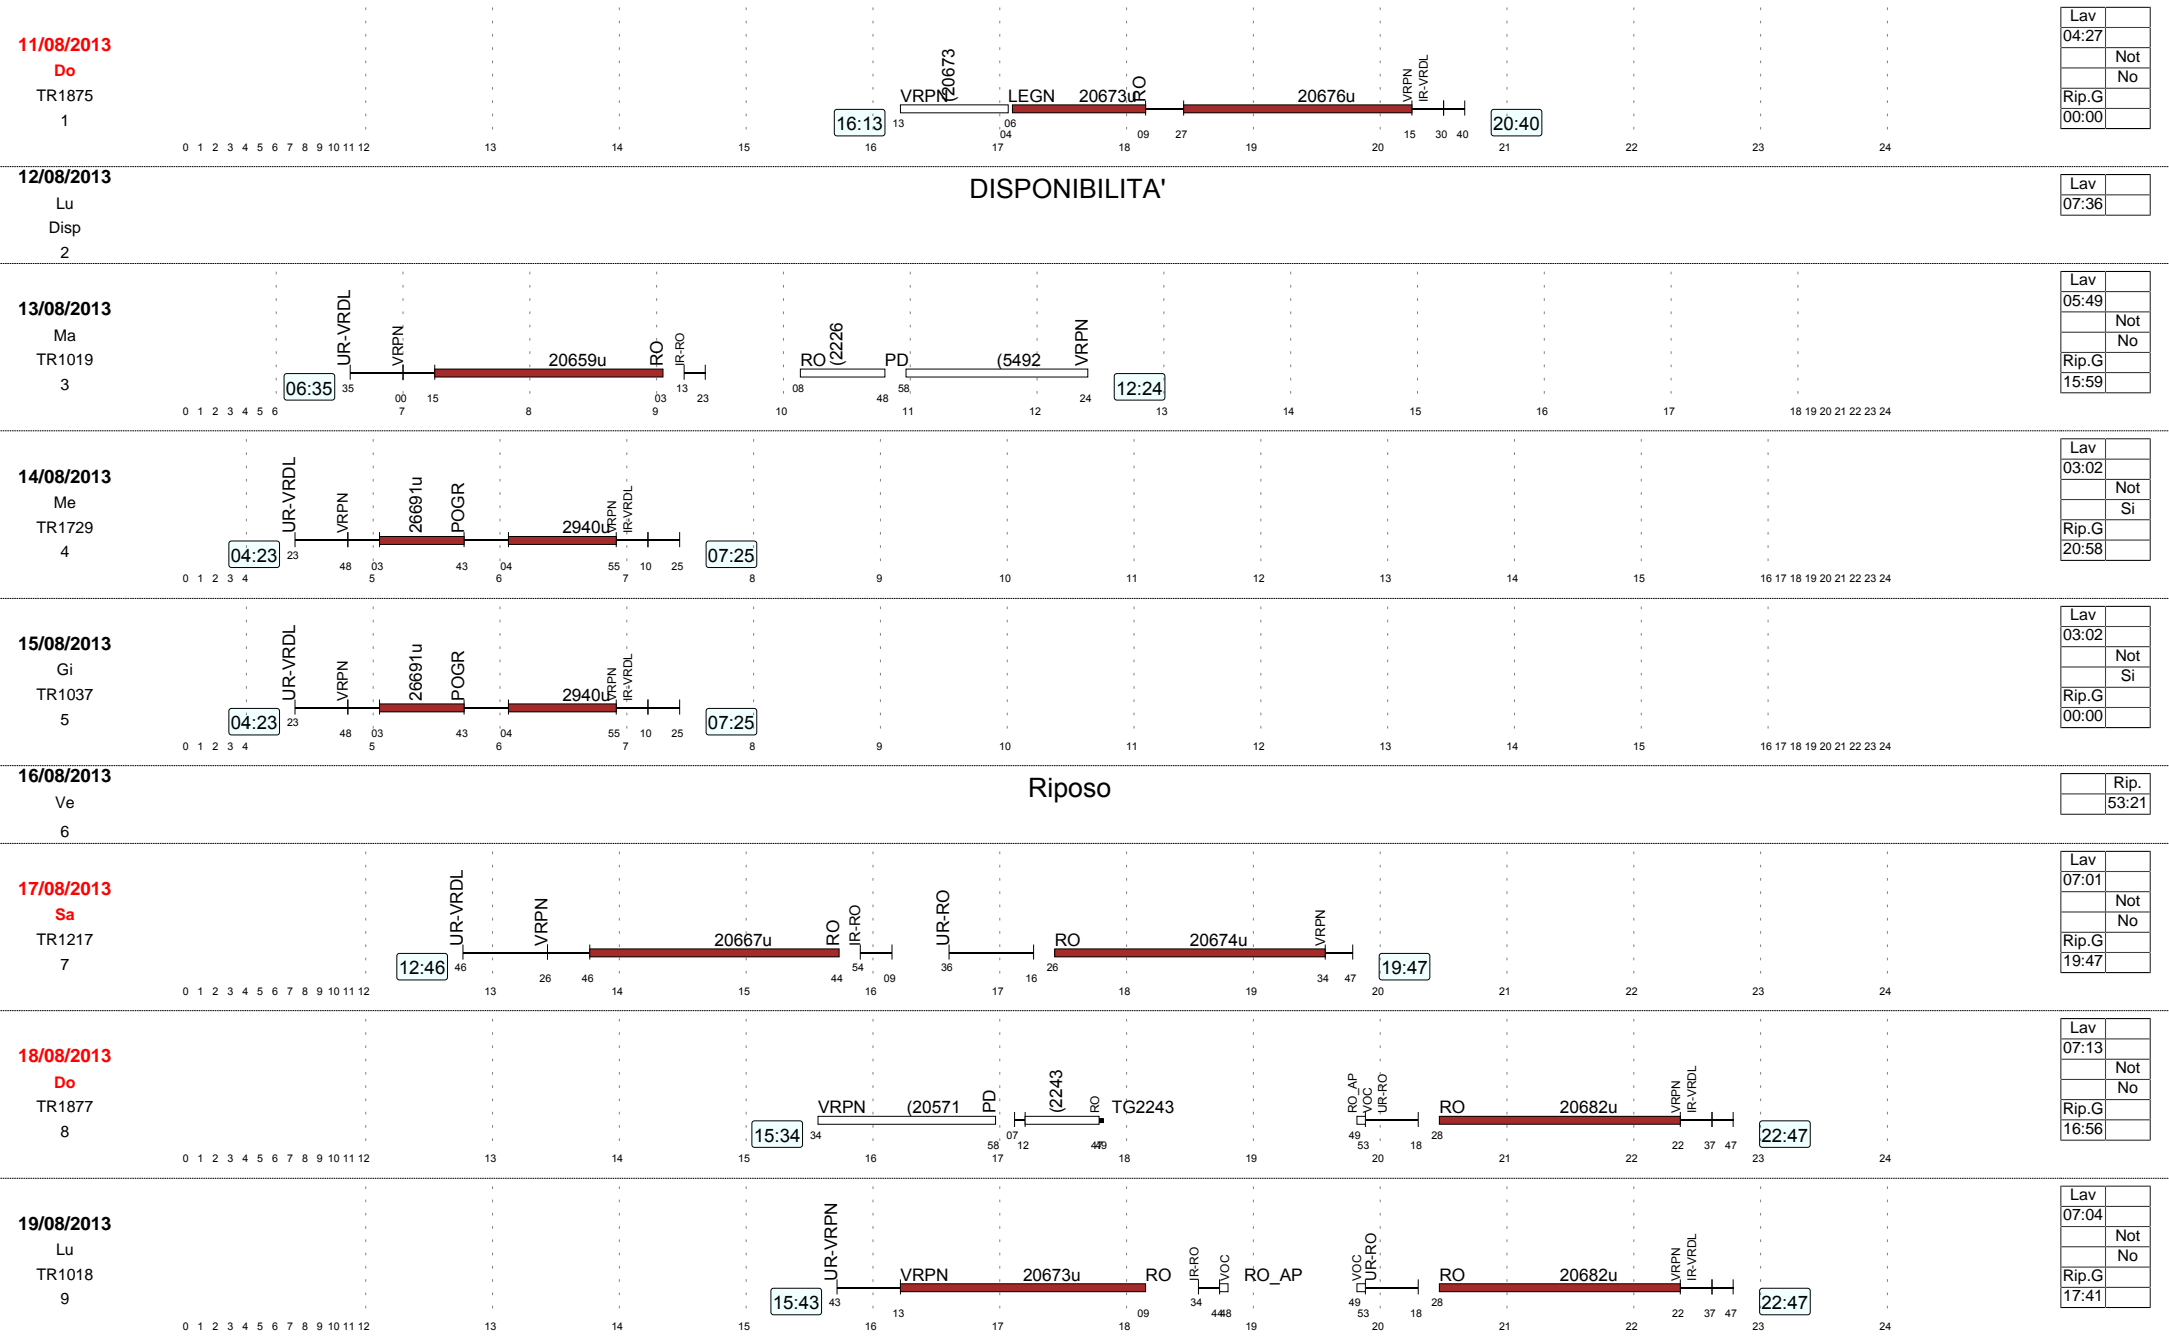 11/08/2013
Do
TR1875
1
16:13
VRPN (20673 LEGN 20673u RO 20676u VRPN IR-VRDL
13 06 04 09 27 15 30 40
20:40
0 1 2 3 4 5 6 7 8 9 10 11 12 13 14 15 16 17 18 19 20 21 22 23 24
Lav
04:27
Not
No
Rip.G
00:00
12/08/2013
Lu
Disp
2
DISPONIBILITA'
Lav
07:36
13/08/2013
Ma
TR1019
3
06:35
UR-VRDL VRPN 20659u RO IR-RO RO (2226 PD (5492 VRPN
35 00 15 03 13 23 08 48 58 24
12:24
0 1 2 3 4 5 6 7 8 9 10 11 12 13 14 15 16 17 18 19 20 21 22 23 24
Lav
05:49
Not
No
Rip.G
15:59
14/08/2013
Me
TR1729
4
04:23
UR-VRDL VRPN 26691u POGR 2940u VRPN IR-VRDL
23 48 03 43 04 55 10 25
07:25
0 1 2 3 4 5 6 7 8 9 10 11 12 13 14 15 16 17 18 19 20 21 22 23 24
Lav
03:02
Not
Si
Rip.G
20:58
15/08/2013
Gi
TR1037
5
04:23
UR-VRDL VRPN 26691u POGR 2940u VRPN IR-VRDL
23 48 03 43 04 55 10 25
07:25
0 1 2 3 4 5 6 7 8 9 10 11 12 13 14 15 16 17 18 19 20 21 22 23 24
Lav
03:02
Not
Si
Rip.G
00:00
16/08/2013
Ve
6
Riposo
Rip.
53:21
17/08/2013
Sa
TR1217
7
12:46
UR-VRDL VRPN 20667u RO IR-RO UR-RO RO 20674u VRPN
46 26 46 44 54 09 36 16 26 34 47
19:47
0 1 2 3 4 5 6 7 8 9 10 11 12 13 14 15 16 17 18 19 20 21 22 23 24
Lav
07:01
Not
No
Rip.G
19:47
18/08/2013
Do
TR1877
8
15:34
VRPN (20571 PD (2243 RO TG2243 RO_AP VOC UR-RO RO 20682u VRPN IR-VRDL
34 58 07 12 47 49 49 53 18 28 22 37 47
22:47
0 1 2 3 4 5 6 7 8 9 10 11 12 13 14 15 16 17 18 19 20 21 22 23 24
Lav
07:13
Not
No
Rip.G
16:56
19/08/2013
Lu
TR1018
9
15:43
UR-VRPN VRPN 20673u RO IR-RO VOC RO_AP VOC UR-RO RO 20682u VRPN IR-VRDL
43 13 09 34 44 48 49 53 18 28 22 37 47
22:47
0 1 2 3 4 5 6 7 8 9 10 11 12 13 14 15 16 17 18 19 20 21 22 23 24
Lav
07:04
Not
No
Rip.G
17:41